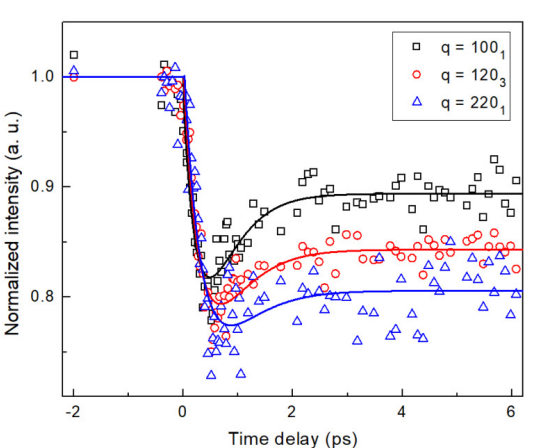 q = 100₁
q = 120₃
q = 220₁
Normalized intensity (a. u.)
1.0
0.9
0.8
-2
0
2
4
6
Time delay (ps)